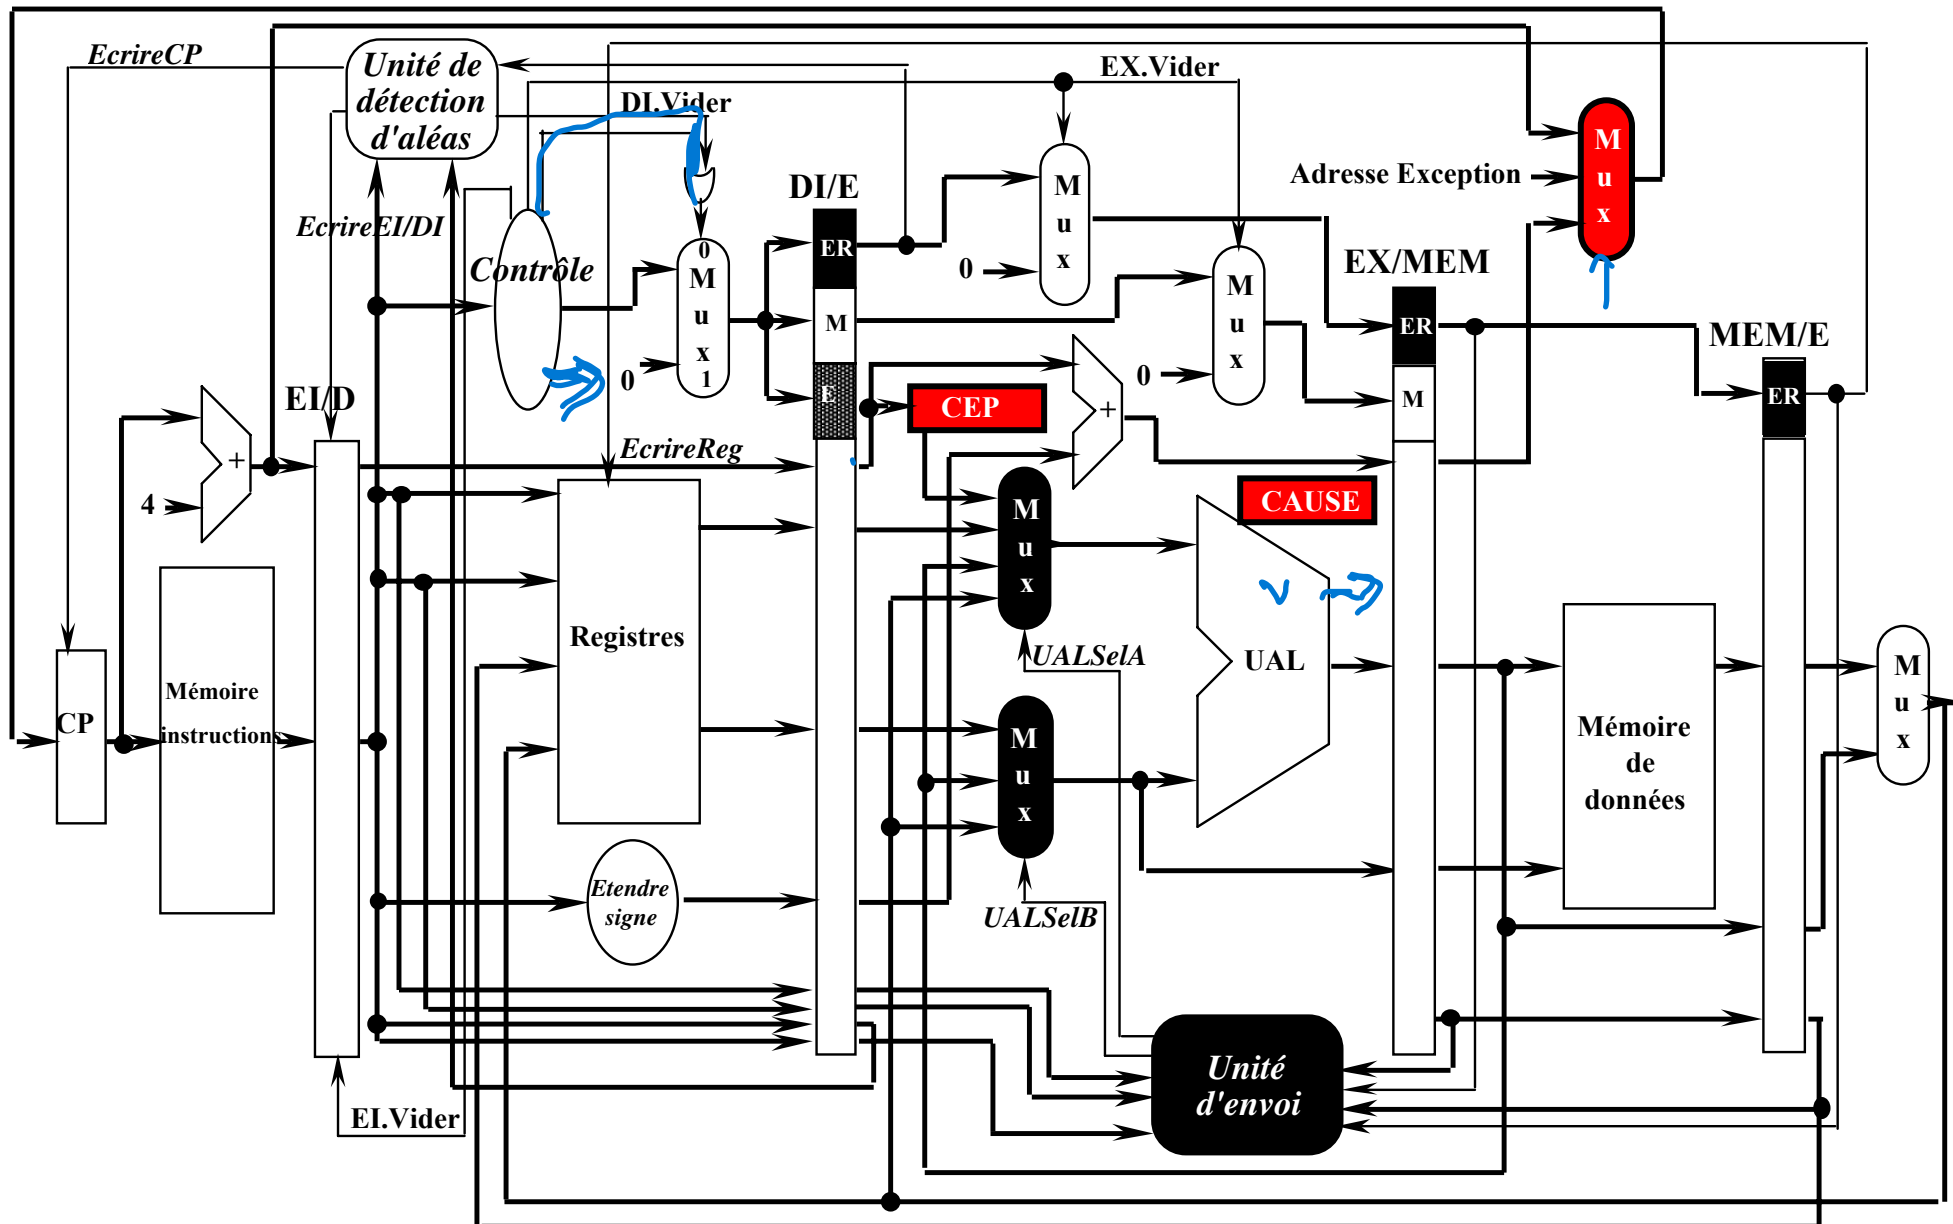 EcrireCP
Unité de
détection
d'aléas
EX.Vider
DI.Vider
M
u
x
Adresse Exception
DI/E
EcrireEI/DI
ER
M
u
x
0
Contrôle
0
M
u
x
1
0
M
u
x
0
EX/MEM
ER
M
MEM/E
ER
M
E
EI/D
CEP
+
+
4
EcrireReg
CAUSE
M
u
x
Registres
UALSelA
UAL
v
Mémoire
instructions
CP
M
u
x
Mémoire
de
données
M
u
x
Etendre
signe
UALSelB
Unité
d'envoi
EI.Vider